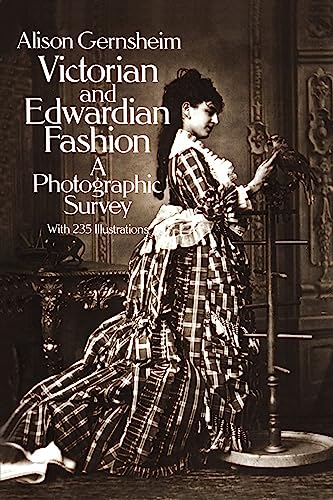 Alison Gernsheim
Victorian
and
Edwardian
Fashion
A
Photographic
Survey
With 235 Illustrations